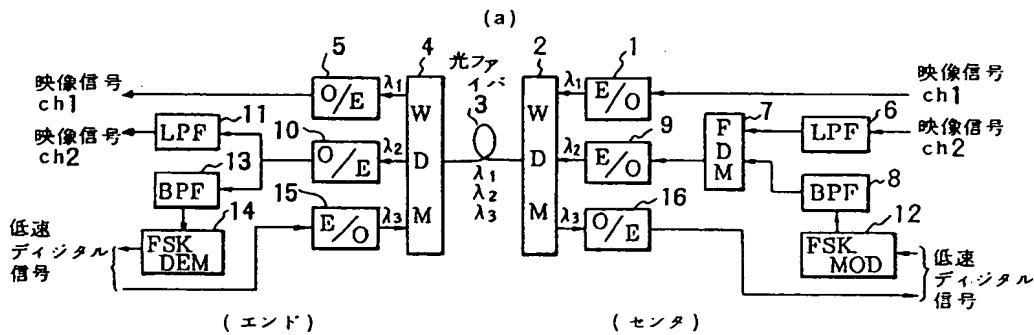 (a)
5
4
光ファイバ
2
1
映像信号
ch1
O/E
λ1
W
D
M
3
λ1
λ2
λ3
W
D
M
λ1
E/O
映像信号
ch1
11
10
7
6
映像信号
ch2
LPF
O/E
λ2
λ2
E/O
9
F
D
M
LPF
映像信号
ch2
13
BPF
15
16
BPF
8
低速
ディジタル
信号
14
FSK
DEM
E/O
λ3
λ3
O/E
12
FSK
MOD
低速
ディジタル
信号
(エンド)
(センタ)